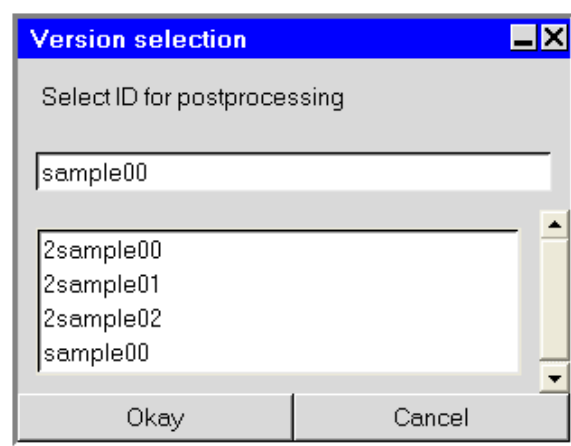 Version selection
Select ID for postprocessing
sample00
2sample00
2sample01
2sample02
sample00
Okay
Cancel